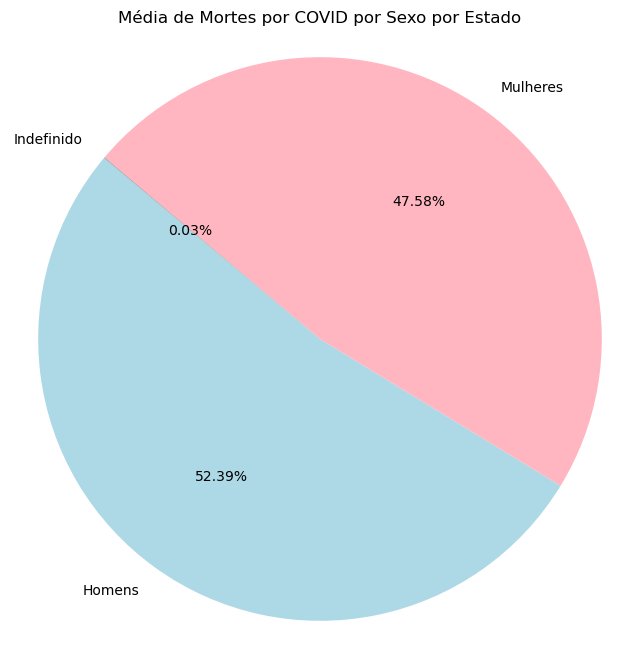 Média de Mortes por COVID por Sexo por Estado
Mulheres
Indefinido
47.58%
0.03%
52.39%
Homens